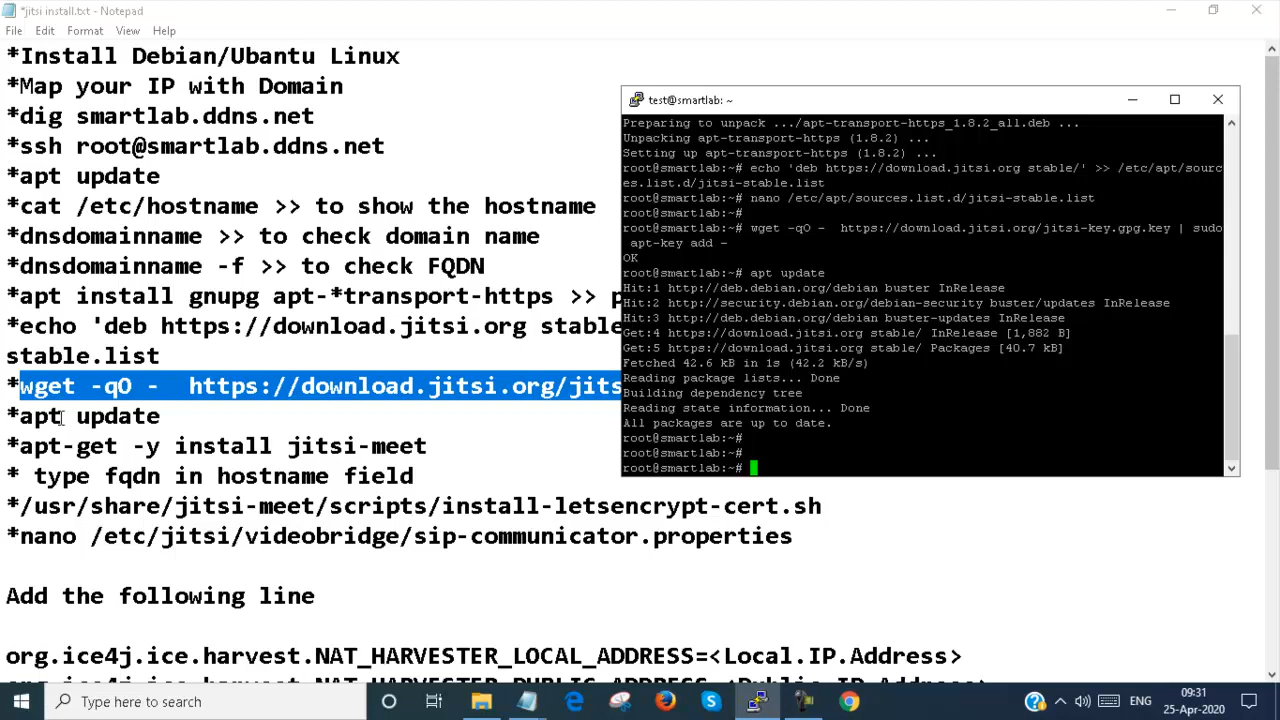 *jitsi install.txt - Notepad
File Edit Format View Help
*Install Debian/Ubantu Linux
*Map your IP with Domain
*dig smartlab.ddns.net
*ssh root@smartlab.ddns.net
*apt update
*cat /etc/hostname >> to show the hostname
*dnsdomainname >> to check domain name
*dnsdomainname -f >> to check FQDN
*apt install gnupg apt-*transport-https >> p
*echo 'deb https://download.jitsi.org stable
stable.list
*wget -qO -  https://download.jitsi.org/jits
*apt update
*apt-get -y install jitsi-meet
* type fqdn in hostname field
*/usr/share/jitsi-meet/scripts/install-letsencrypt-cert.sh
*nano /etc/jitsi/videobridge/sip-communicator.properties
Add the following line
org.ice4j.ice.harvest.NAT_HARVESTER_LOCAL_ADDRESS=<Local.IP.Address>
org.ice4j.ice.harvest.NAT_HARVESTER_PUBLIC_ADDRESS=<Public.IP.Address>
test@smartlab: ~
Preparing to unpack .../apt-transport-https_1.8.2_all.deb ...
Unpacking apt-transport-https (1.8.2) ...
Setting up apt-transport-https (1.8.2) ...
root@smartlab:~# echo 'deb https://download.jitsi.org stable/' >> /etc/apt/sourc
es.list.d/jitsi-stable.list
root@smartlab:~# nano /etc/apt/sources.list.d/jitsi-stable.list
root@smartlab:~#
root@smartlab:~# wget -qO -  https://download.jitsi.org/jitsi-key.gpg.key | sudo
 apt-key add -
OK
root@smartlab:~# apt update
Hit:1 http://deb.debian.org/debian buster InRelease
Hit:2 http://security.debian.org/debian-security buster/updates InRelease
Hit:3 http://deb.debian.org/debian buster-updates InRelease
Get:4 https://download.jitsi.org stable/ InRelease [1,882 B]
Get:5 https://download.jitsi.org stable/ Packages [40.7 kB]
Fetched 42.6 kB in 1s (42.2 kB/s)
Reading package lists... Done
Building dependency tree
Reading state information... Done
All packages are up to date.
root@smartlab:~#
root@smartlab:~#
root@smartlab:~#
Type here to search
ENG
09:31
25-Apr-2020